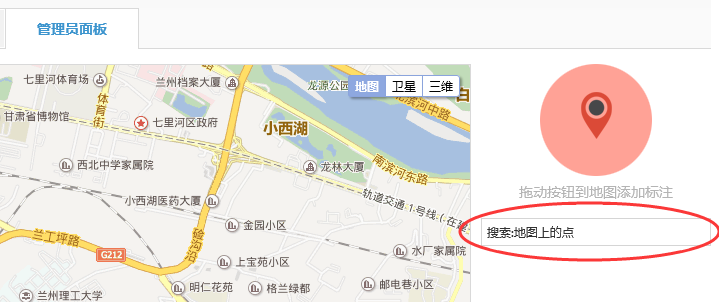 管理员面板
七里河体育场
兰州档案大厦
龙源公园
地图 卫星 三维
北滨河中路
白
体育街
甘肃省博物馆
七里河区政府
小西湖
西北中学家属院
龙林大厦
南滨河东路
拖动按钮到地图添加标注
小西湖医药大厦
轨道交通 1号线(在建
金园小区
搜索:地图上的点
兰工坪路
硷沟沿
水厂家属院
G212
上宝苑小区
明仁花苑
格兰绿都
邮电巷小区
兰州理工大学